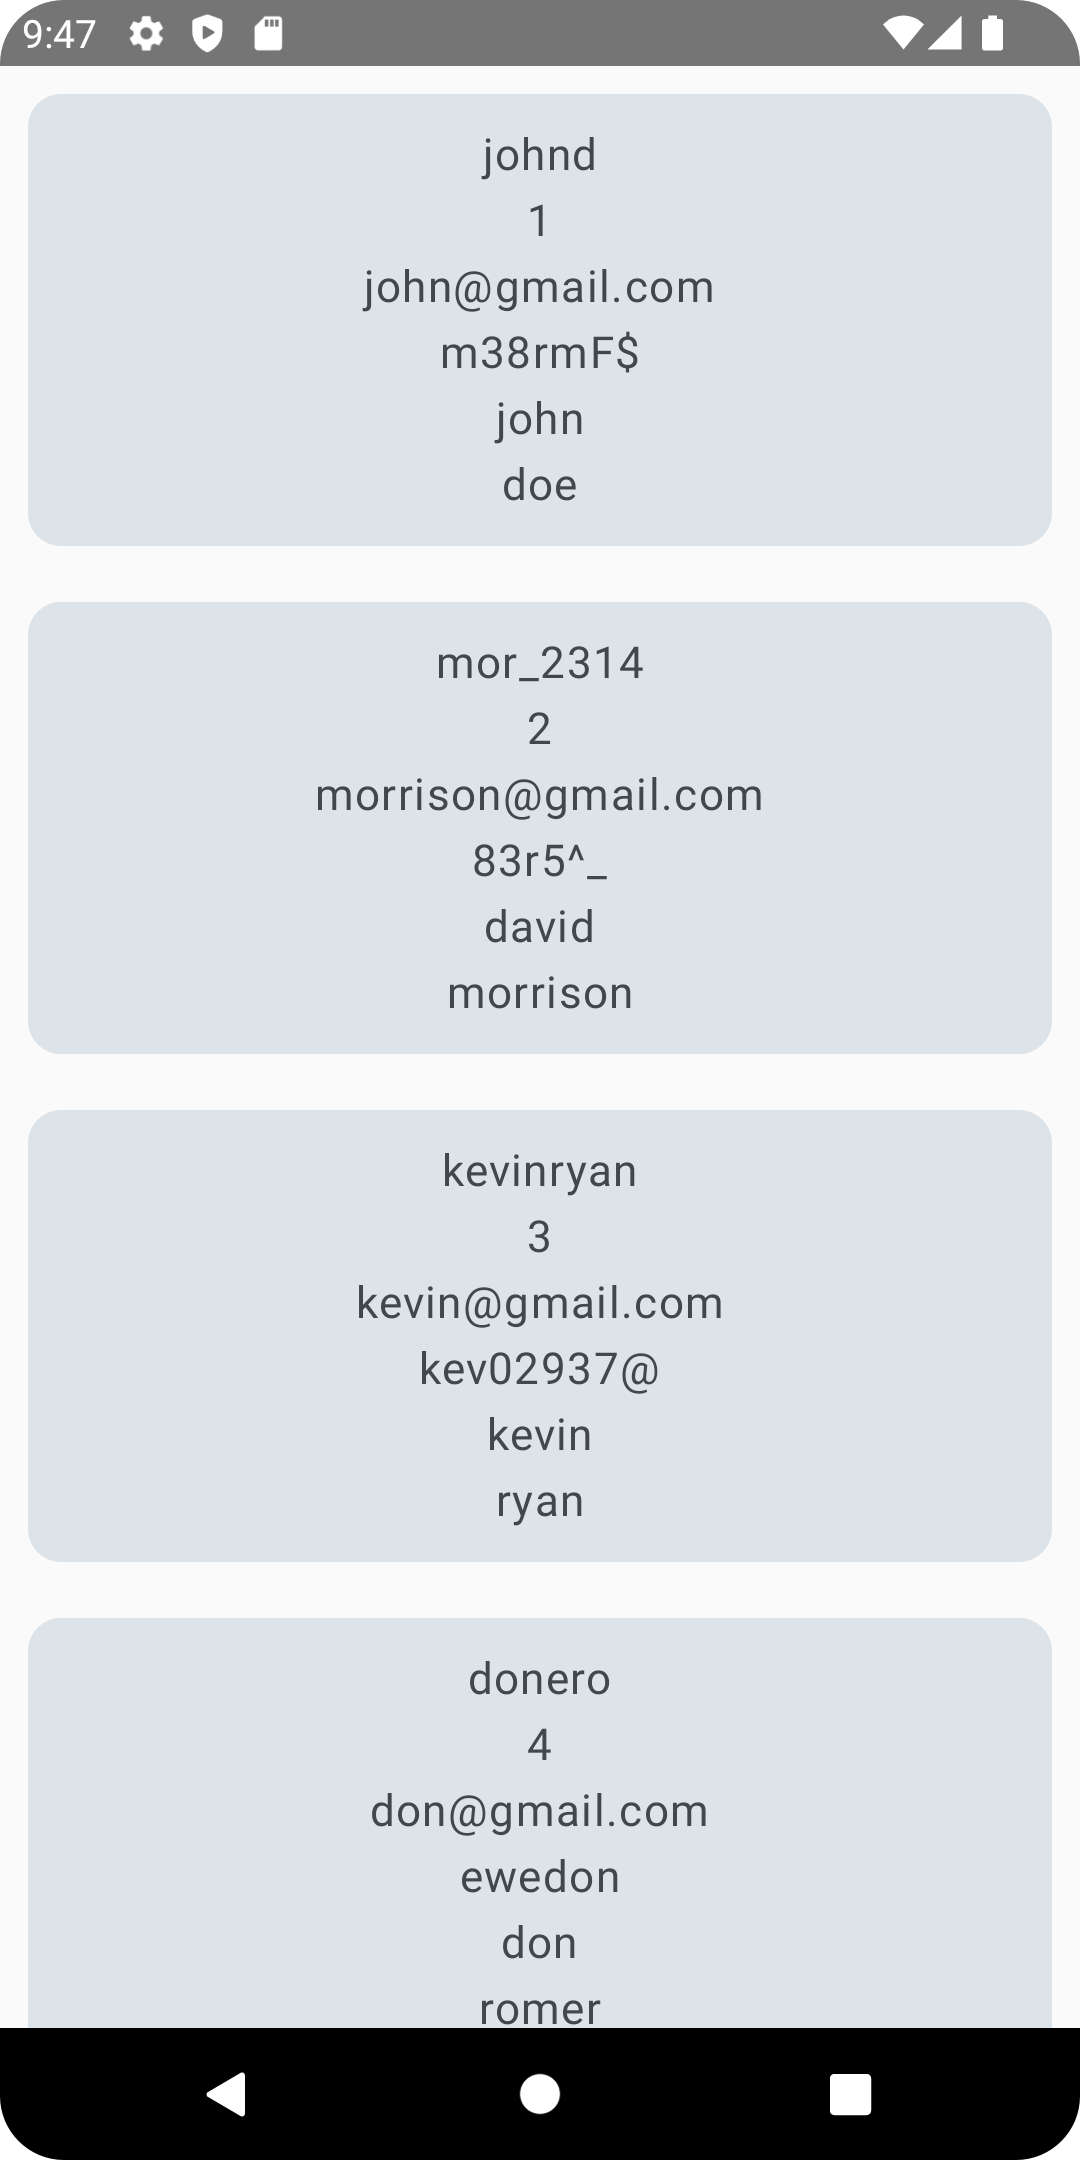 9:47
johnd
1
john@gmail.com
m38rmF$
john
doe
mor_2314
2
morrison@gmail.com
83r5^_
david
morrison
kevinryan
3
kevin@gmail.com
kev02937@
kevin
ryan
donero
4
don@gmail.com
ewedon
don
romer